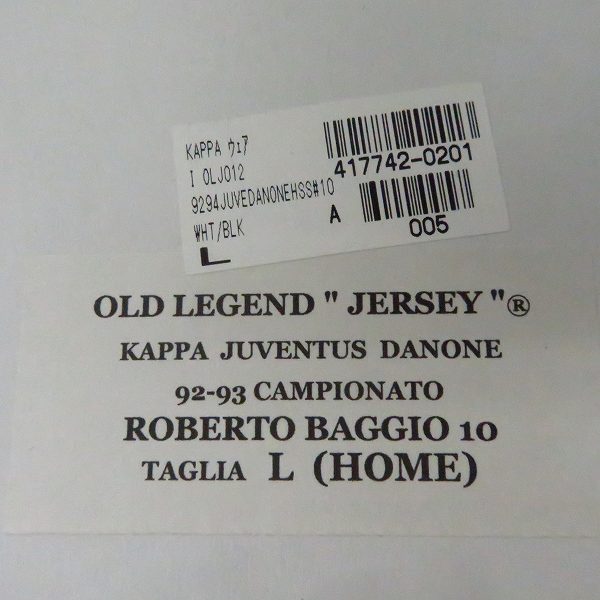 KAPPA ウェア
I OLJ012
9294JUVEDANONEHSS#10
WHT/BLK
L
417742-0201
A
005
OLD LEGEND " JERSEY "®
KAPPA JUVENTUS DANONE
92-93 CAMPIONATO
ROBERTO BAGGIO 10
TAGLIA L (HOME)